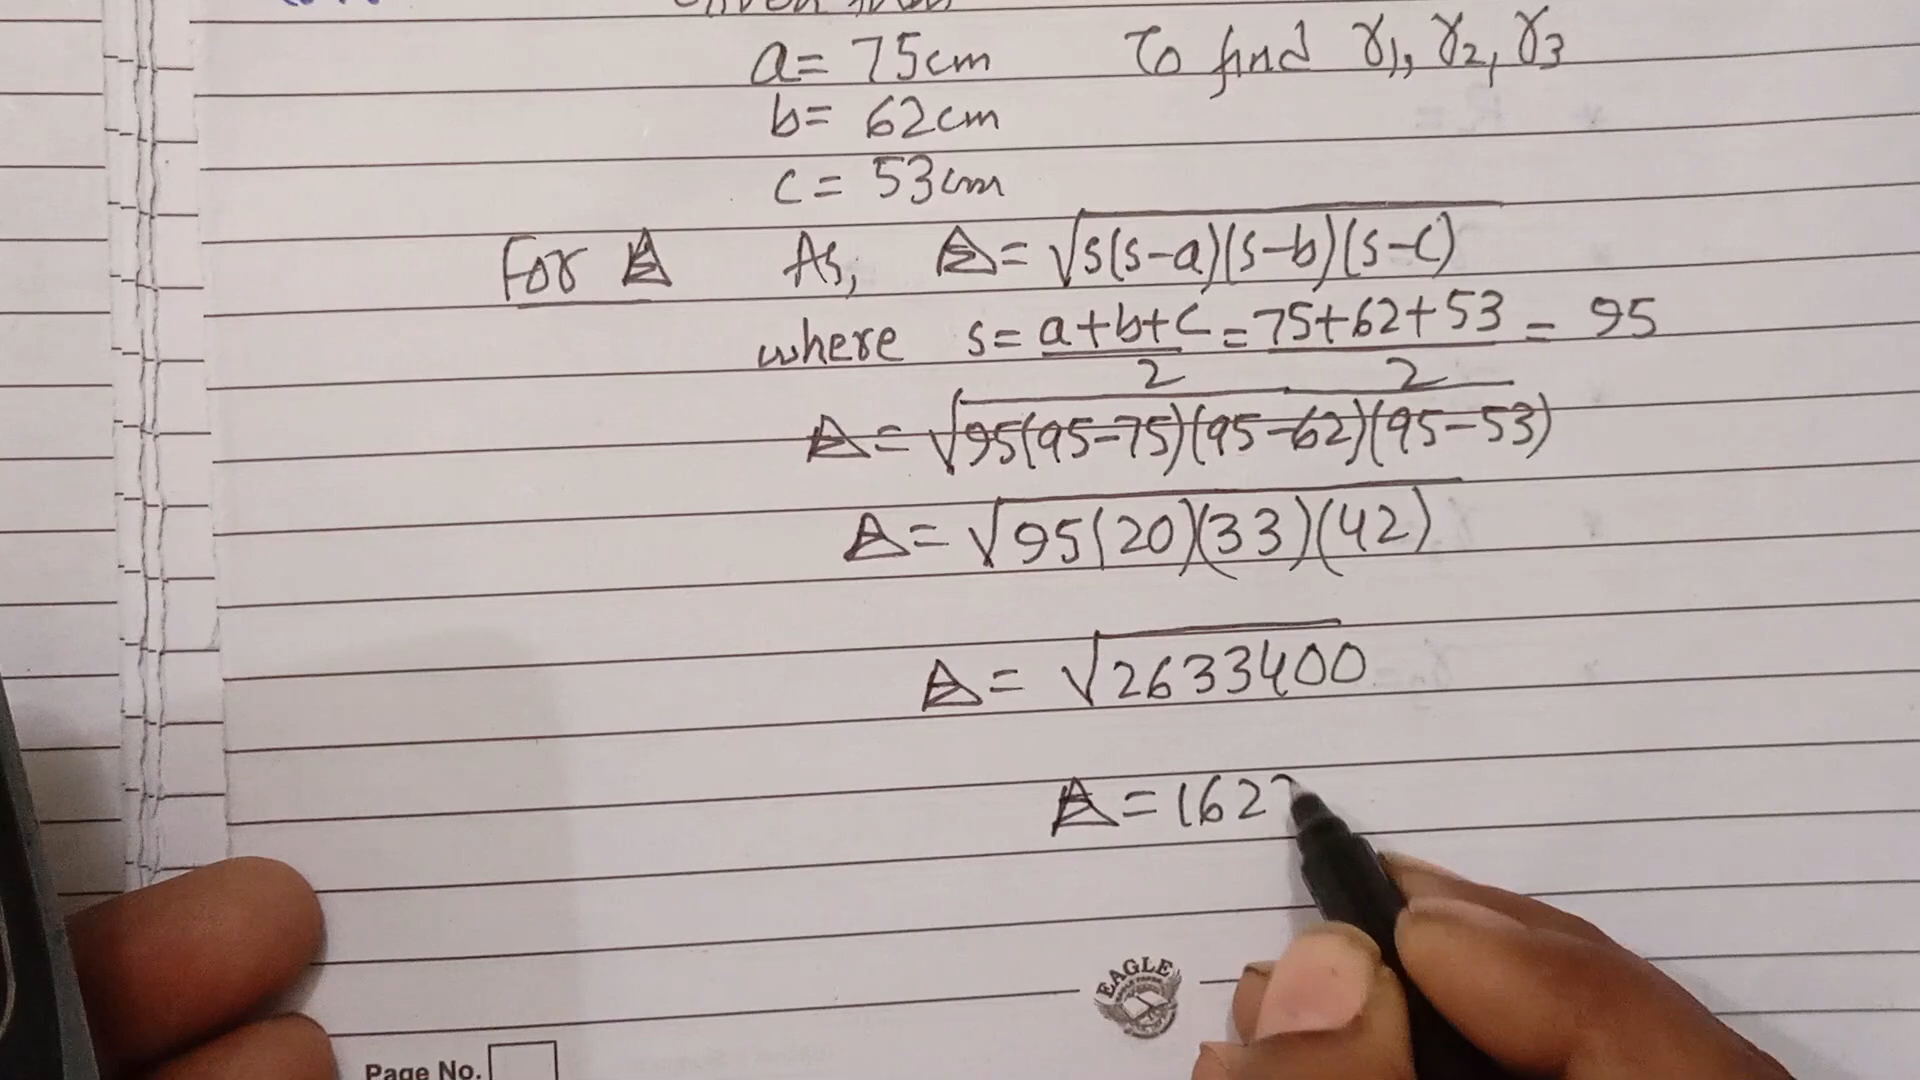 a = 75cm To find r1, r2, r3
b = 62cm
c = 53cm
For Δ As, Δ = √s(s-a)(s-b)(s-c)
where s = a+b+c/2 = 75+62+53/2 = 95
Δ = √95(95-75)(95-62)(95-53)
Δ = √95(20)(33)(42)
Δ = √2633400
Δ = 162
EAGLE
Page No.